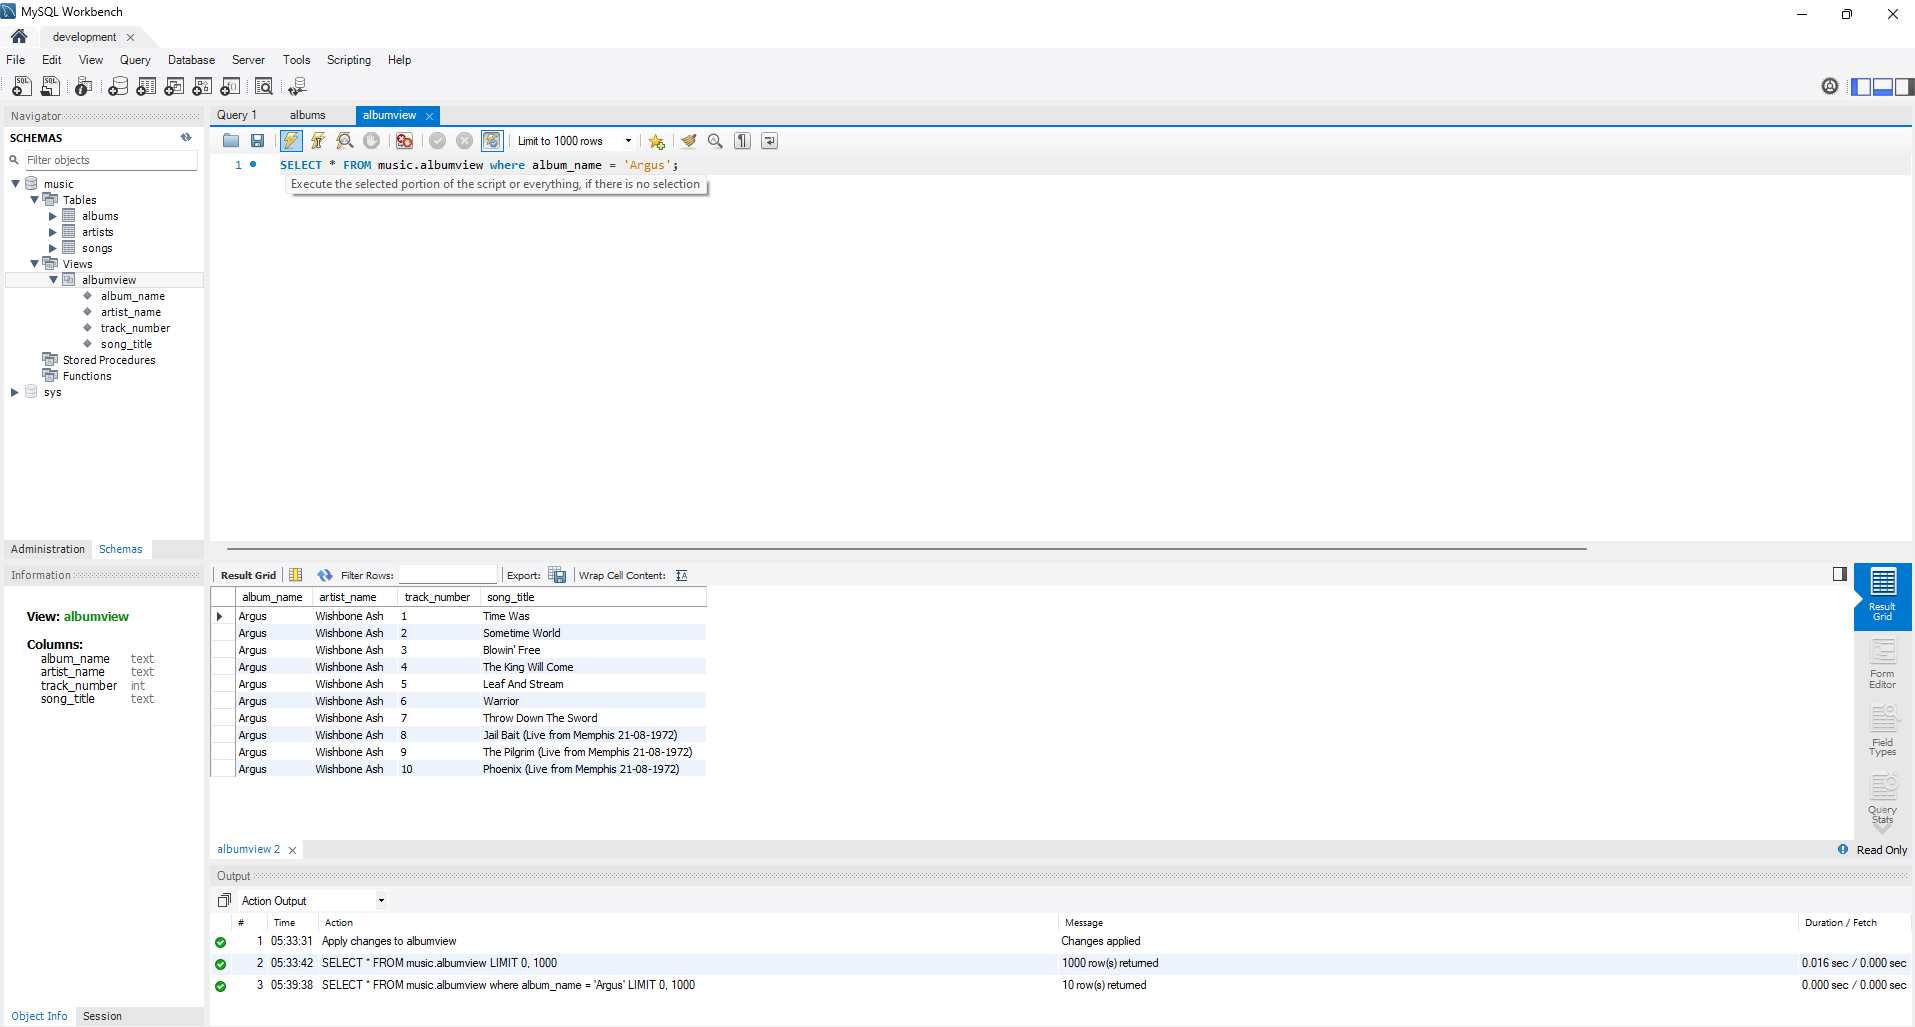 MySQL Workbench
development
File Edit View Query Database Server Tools Scripting Help
Navigator
SCHEMAS
Filter objects
music
Tables
albums
artists
songs
Views
albumview
album_name
artist_name
track_number
song_title
Stored Procedures
Functions
sys
Administration Schemas
Information
View: albumview
Columns:
album_name text
artist_name text
track_number int
song_title text
Object Info Session
Query 1 albums albumview
Limit to 1000 rows
1 SELECT * FROM music.albumview where album_name = 'Argus';
Execute the selected portion of the script or everything, if there is no selection
Result Grid Filter Rows: Export: Wrap Cell Content:
album_name artist_name track_number song_title
Argus Wishbone Ash 1 Time Was
Argus Wishbone Ash 2 Sometime World
Argus Wishbone Ash 3 Blowin' Free
Argus Wishbone Ash 4 The King Will Come
Argus Wishbone Ash 5 Leaf And Stream
Argus Wishbone Ash 6 Warrior
Argus Wishbone Ash 7 Throw Down The Sword
Argus Wishbone Ash 8 Jail Bait (Live from Memphis 21-08-1972)
Argus Wishbone Ash 9 The Pilgrim (Live from Memphis 21-08-1972)
Argus Wishbone Ash 10 Phoenix (Live from Memphis 21-08-1972)
Result
Grid
Form
Editor
Field
Types
Query
Stats
albumview 2
Read Only
Output
Action Output
# Time Action Message Duration / Fetch
1 05:33:31 Apply changes to albumview Changes applied
2 05:33:42 SELECT * FROM music.albumview LIMIT 0, 1000 1000 row(s) returned 0.016 sec / 0.000 sec
3 05:39:38 SELECT * FROM music.albumview where album_name = 'Argus' LIMIT 0, 1000 10 row(s) returned 0.000 sec / 0.000 sec